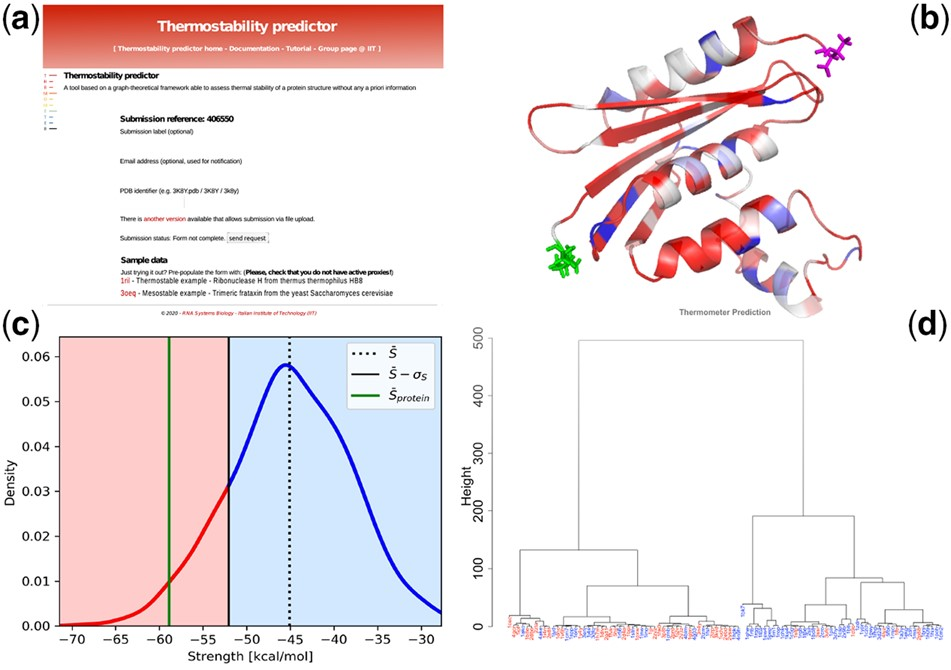 (a)
Thermostability predictor
[ Thermostability predictor home - Documentation - Tutorial - Group page @ IIT ]
Thermostability predictor
A tool based on a graph-theoretical framework able to assess thermal stability of a protein structure without any a priori information
Submission reference: 406550
Submission label (optional)
Email address (optional, used for notification)
PDB identifier (e.g. 3K8Y.pdb / 3K8Y / 3k8y)
There is another version available that allows submission via file upload.
Submission status: Form not complete. send request
Sample data
Just trying it out? Pre-populate the form with: (Please, check that you do not have active proxies!)
1ril - Thermostable example - Ribonuclease H from thermus thermophilus HB8
3oeq - Mesostable example - Trimeric frataxin from the yeast Saccharomyces cerevisiae
© 2020 - RNA Systems Biology - Italian Institute of Technology (IIT)
(b)
Thermometer Prediction
(c)
0.06
0.05
0.04
0.03
0.02
0.01
0.00
Density
−70 −65 −60 −55 −50 −45 −40 −35 −30
Strength [kcal/mol]
S̄
S̄ − σ_S
S̄_protein
(d)
500
400
300
200
100
0
Height